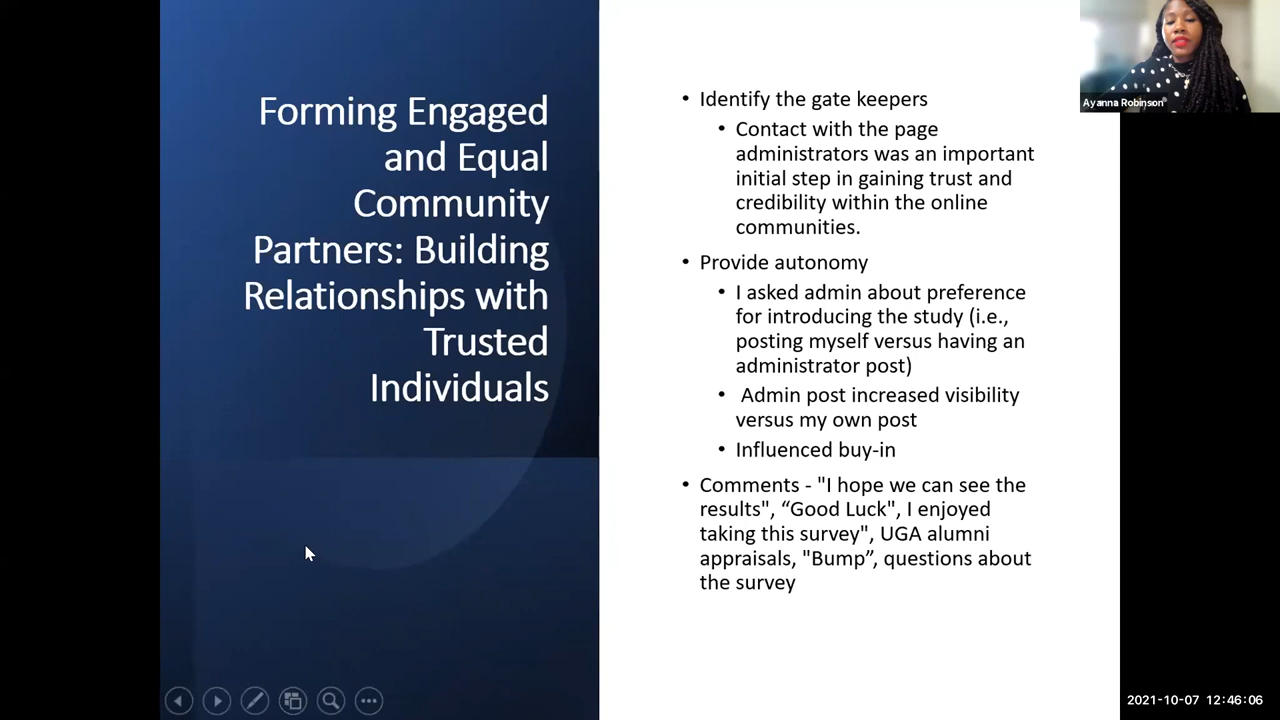 Forming Engaged
and Equal
Community
Partners: Building
Relationships with
Trusted
Individuals
• Identify the gate keepers
• Contact with the page
administrators was an important
initial step in gaining trust and
credibility within the online
communities.
• Provide autonomy
• I asked admin about preference
for introducing the study (i.e.,
posting myself versus having an
administrator post)
• Admin post increased visibility
versus my own post
• Influenced buy-in
• Comments - "I hope we can see the
results", “Good Luck", I enjoyed
taking this survey", UGA alumni
appraisals, "Bump”, questions about
the survey
Ayanna Robinson
2021-10-07 12:46:06